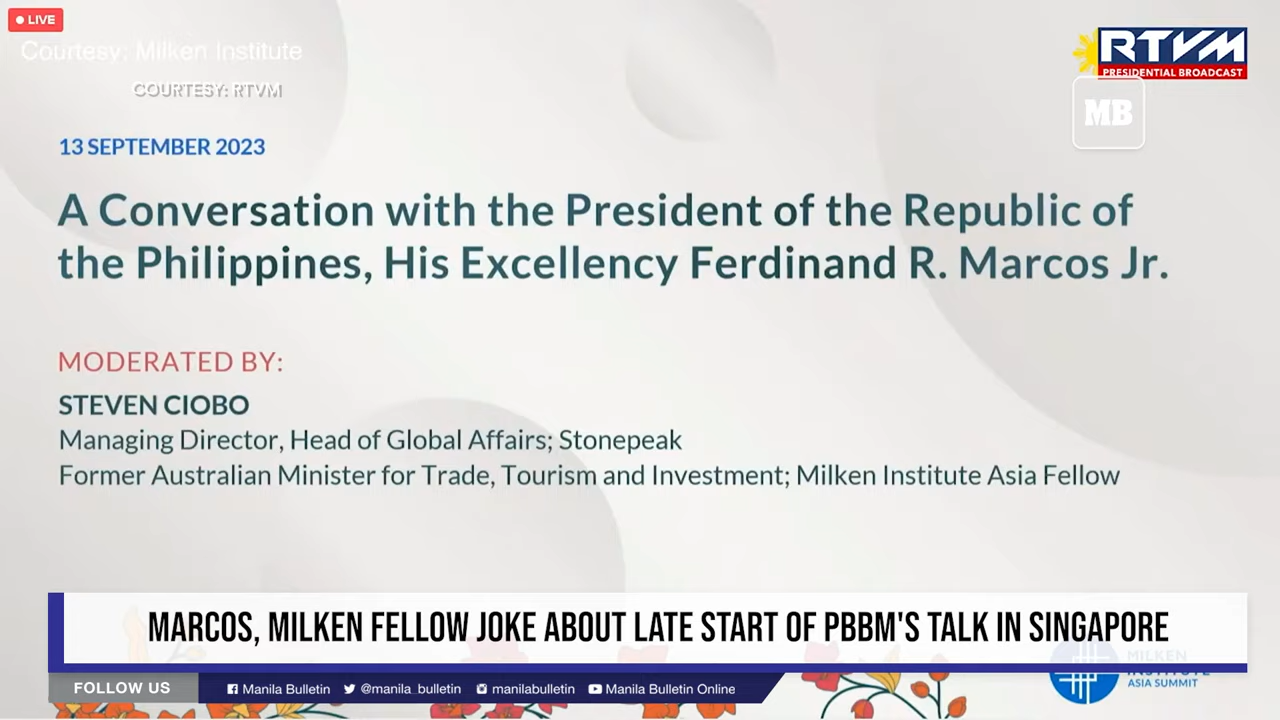 LIVE
Courtesy: Milken Institute
COURTESY: RTVM
RTVM
PRESIDENTIAL BROADCAST
MB
13 SEPTEMBER 2023
A Conversation with the President of the Republic of
the Philippines, His Excellency Ferdinand R. Marcos Jr.
MODERATED BY:
STEVEN CIOBO
Managing Director, Head of Global Affairs; Stonepeak
Former Australian Minister for Trade, Tourism and Investment; Milken Institute Asia Fellow
MARCOS, MILKEN FELLOW JOKE ABOUT LATE START OF PBBM'S TALK IN SINGAPORE
MILKEN
INSTITUTE
ASIA SUMMIT
FOLLOW US
Manila Bulletin @manila_bulletin manilabulletin Manila Bulletin Online